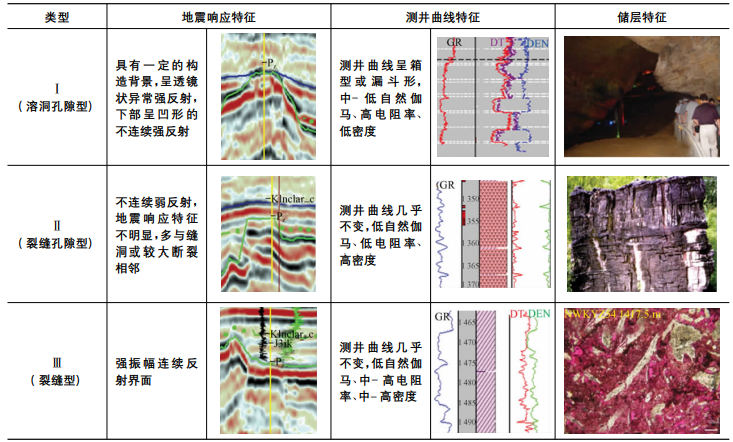 类型
地震响应特征
测井曲线特征
储层特征
Ⅰ
(溶洞孔隙型)
具有一定的构
造背景,呈透镜
状异常强反射,
下部呈凹形的
不连续强反射
测井曲线呈箱
型或漏斗形,
中-低自然伽
马、高电阻率、
低密度
GR
DT
DEN
Ⅱ
(裂缝孔隙型)
不连续弱反射,
地震响应特征
不明显,多与缝
洞或较大断裂
相邻
KInclar_c
测井曲线几乎
不变,低自然伽
马、低电阻率、
高密度
GR
1 350
1 355
1 360
1 365
1 370
Ⅲ
(裂缝型)
强振幅连续反
射界面
KInclar_c
J3ik
测井曲线几乎
不变,低自然伽
马、中-高电阻
率、中-高密度
GR
DT
DEN
1 465
1 470
1 475
1 480
1 485
1 490